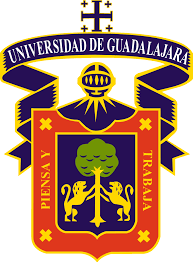 UNIVERSIDAD DE GUADALAJARA
PIENSA Y
TRABAJA